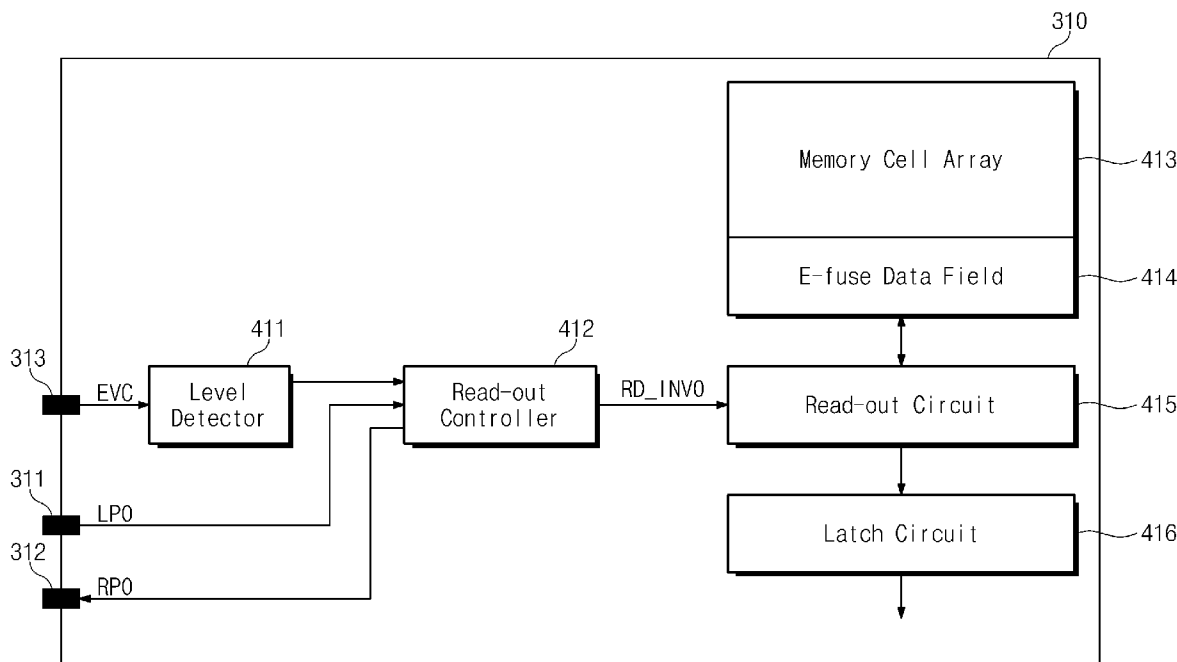 310
Memory Cell Array
413
E-fuse Data Field
414
411
412
313
EVC
Level
Detector
Read-out
Controller
RD_INV0
Read-out Circuit
415
311
LP0
Latch Circuit
416
312
RP0